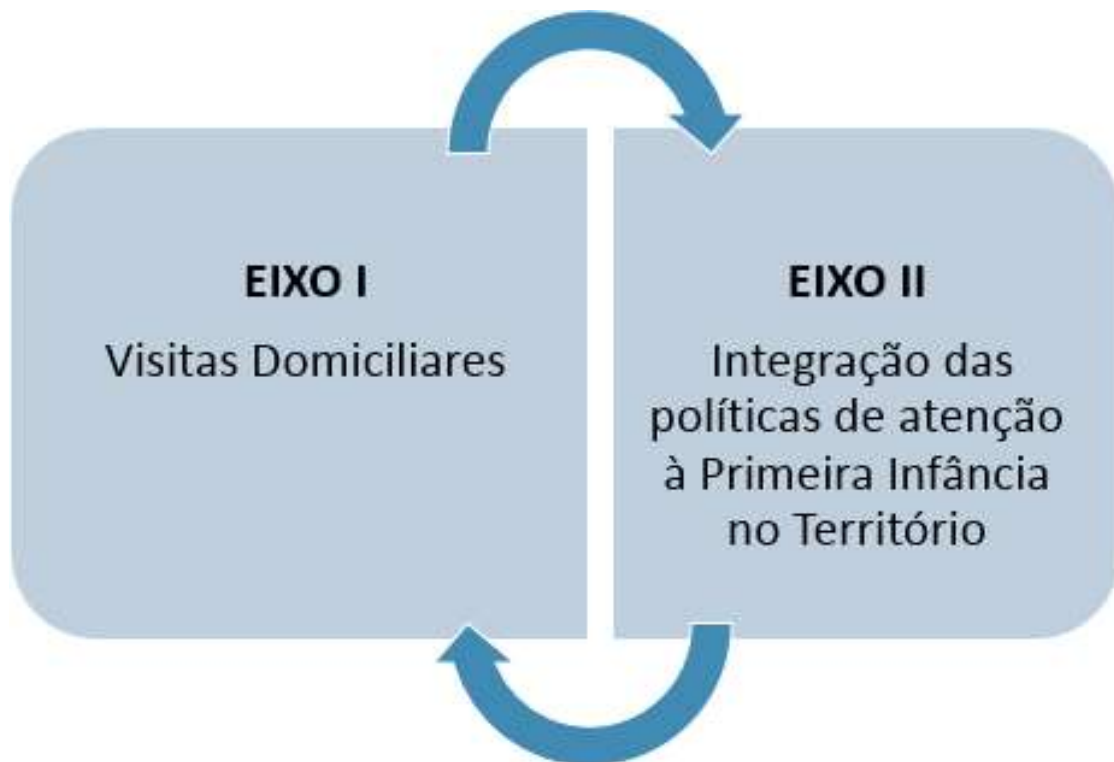 EIXO I
Visitas Domiciliares
EIXO II
Integração das
políticas de atenção
à Primeira Infância
no Território